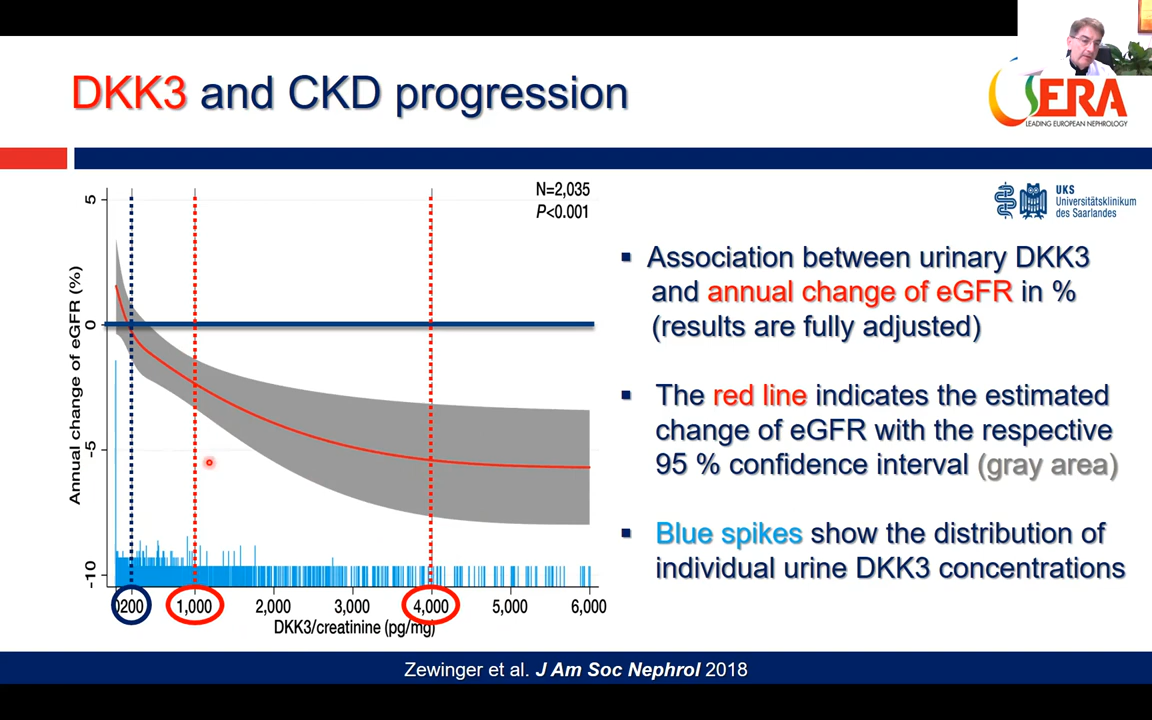 DKK3 and CKD progression
ERA
LEADING EUROPEAN NEPHROLOGY
UKS
Universitätsklinikum
des Saarlandes
N=2,035
P<0.001
Annual change of eGFR (%)
5
0
-5
-10
0 200 1,000 2,000 3,000 4,000 5,000 6,000
DKK3/creatinine (pg/mg)
▪ Association between urinary DKK3
and annual change of eGFR in %
(results are fully adjusted)
▪ The red line indicates the estimated
change of eGFR with the respective
95 % confidence interval (gray area)
▪ Blue spikes show the distribution of
individual urine DKK3 concentrations
Zewinger et al. J Am Soc Nephrol 2018